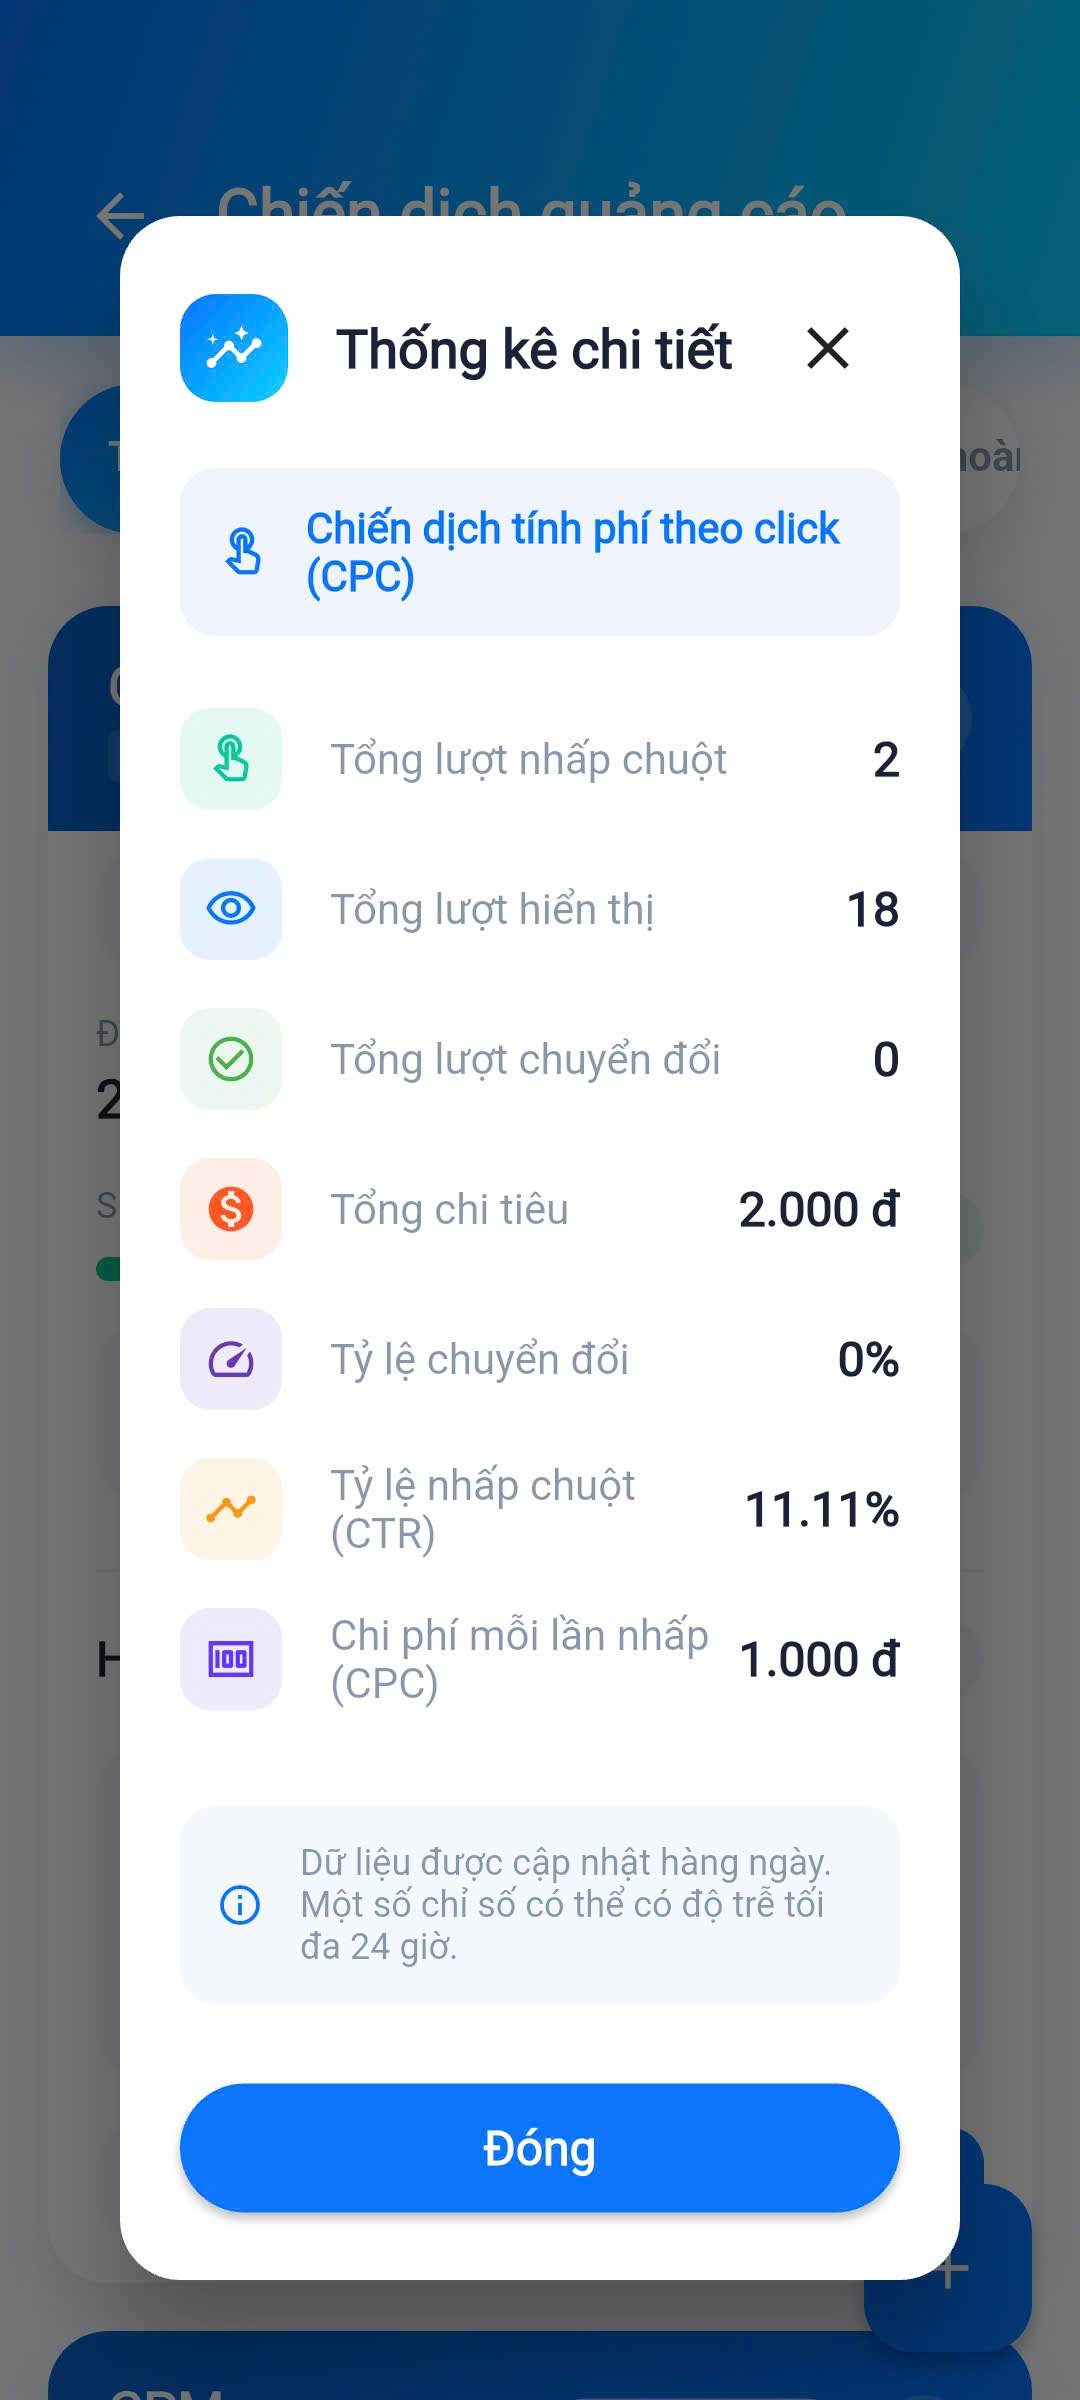 Chiến dịch quảng cáo
Thống kê chi tiết
Chiến dịch tính phí theo click
(CPC)
Tổng lượt nhấp chuột
2
Tổng lượt hiển thị
18
Tổng lượt chuyển đổi
0
Tổng chi tiêu
2.000 đ
Tỷ lệ chuyển đổi
0%
Tỷ lệ nhấp chuột
(CTR)
11.11%
Chi phí mỗi lần nhấp
(CPC)
1.000 đ
Dữ liệu được cập nhật hàng ngày.
Một số chỉ số có thể có độ trễ tối
đa 24 giờ.
Đóng
CPM